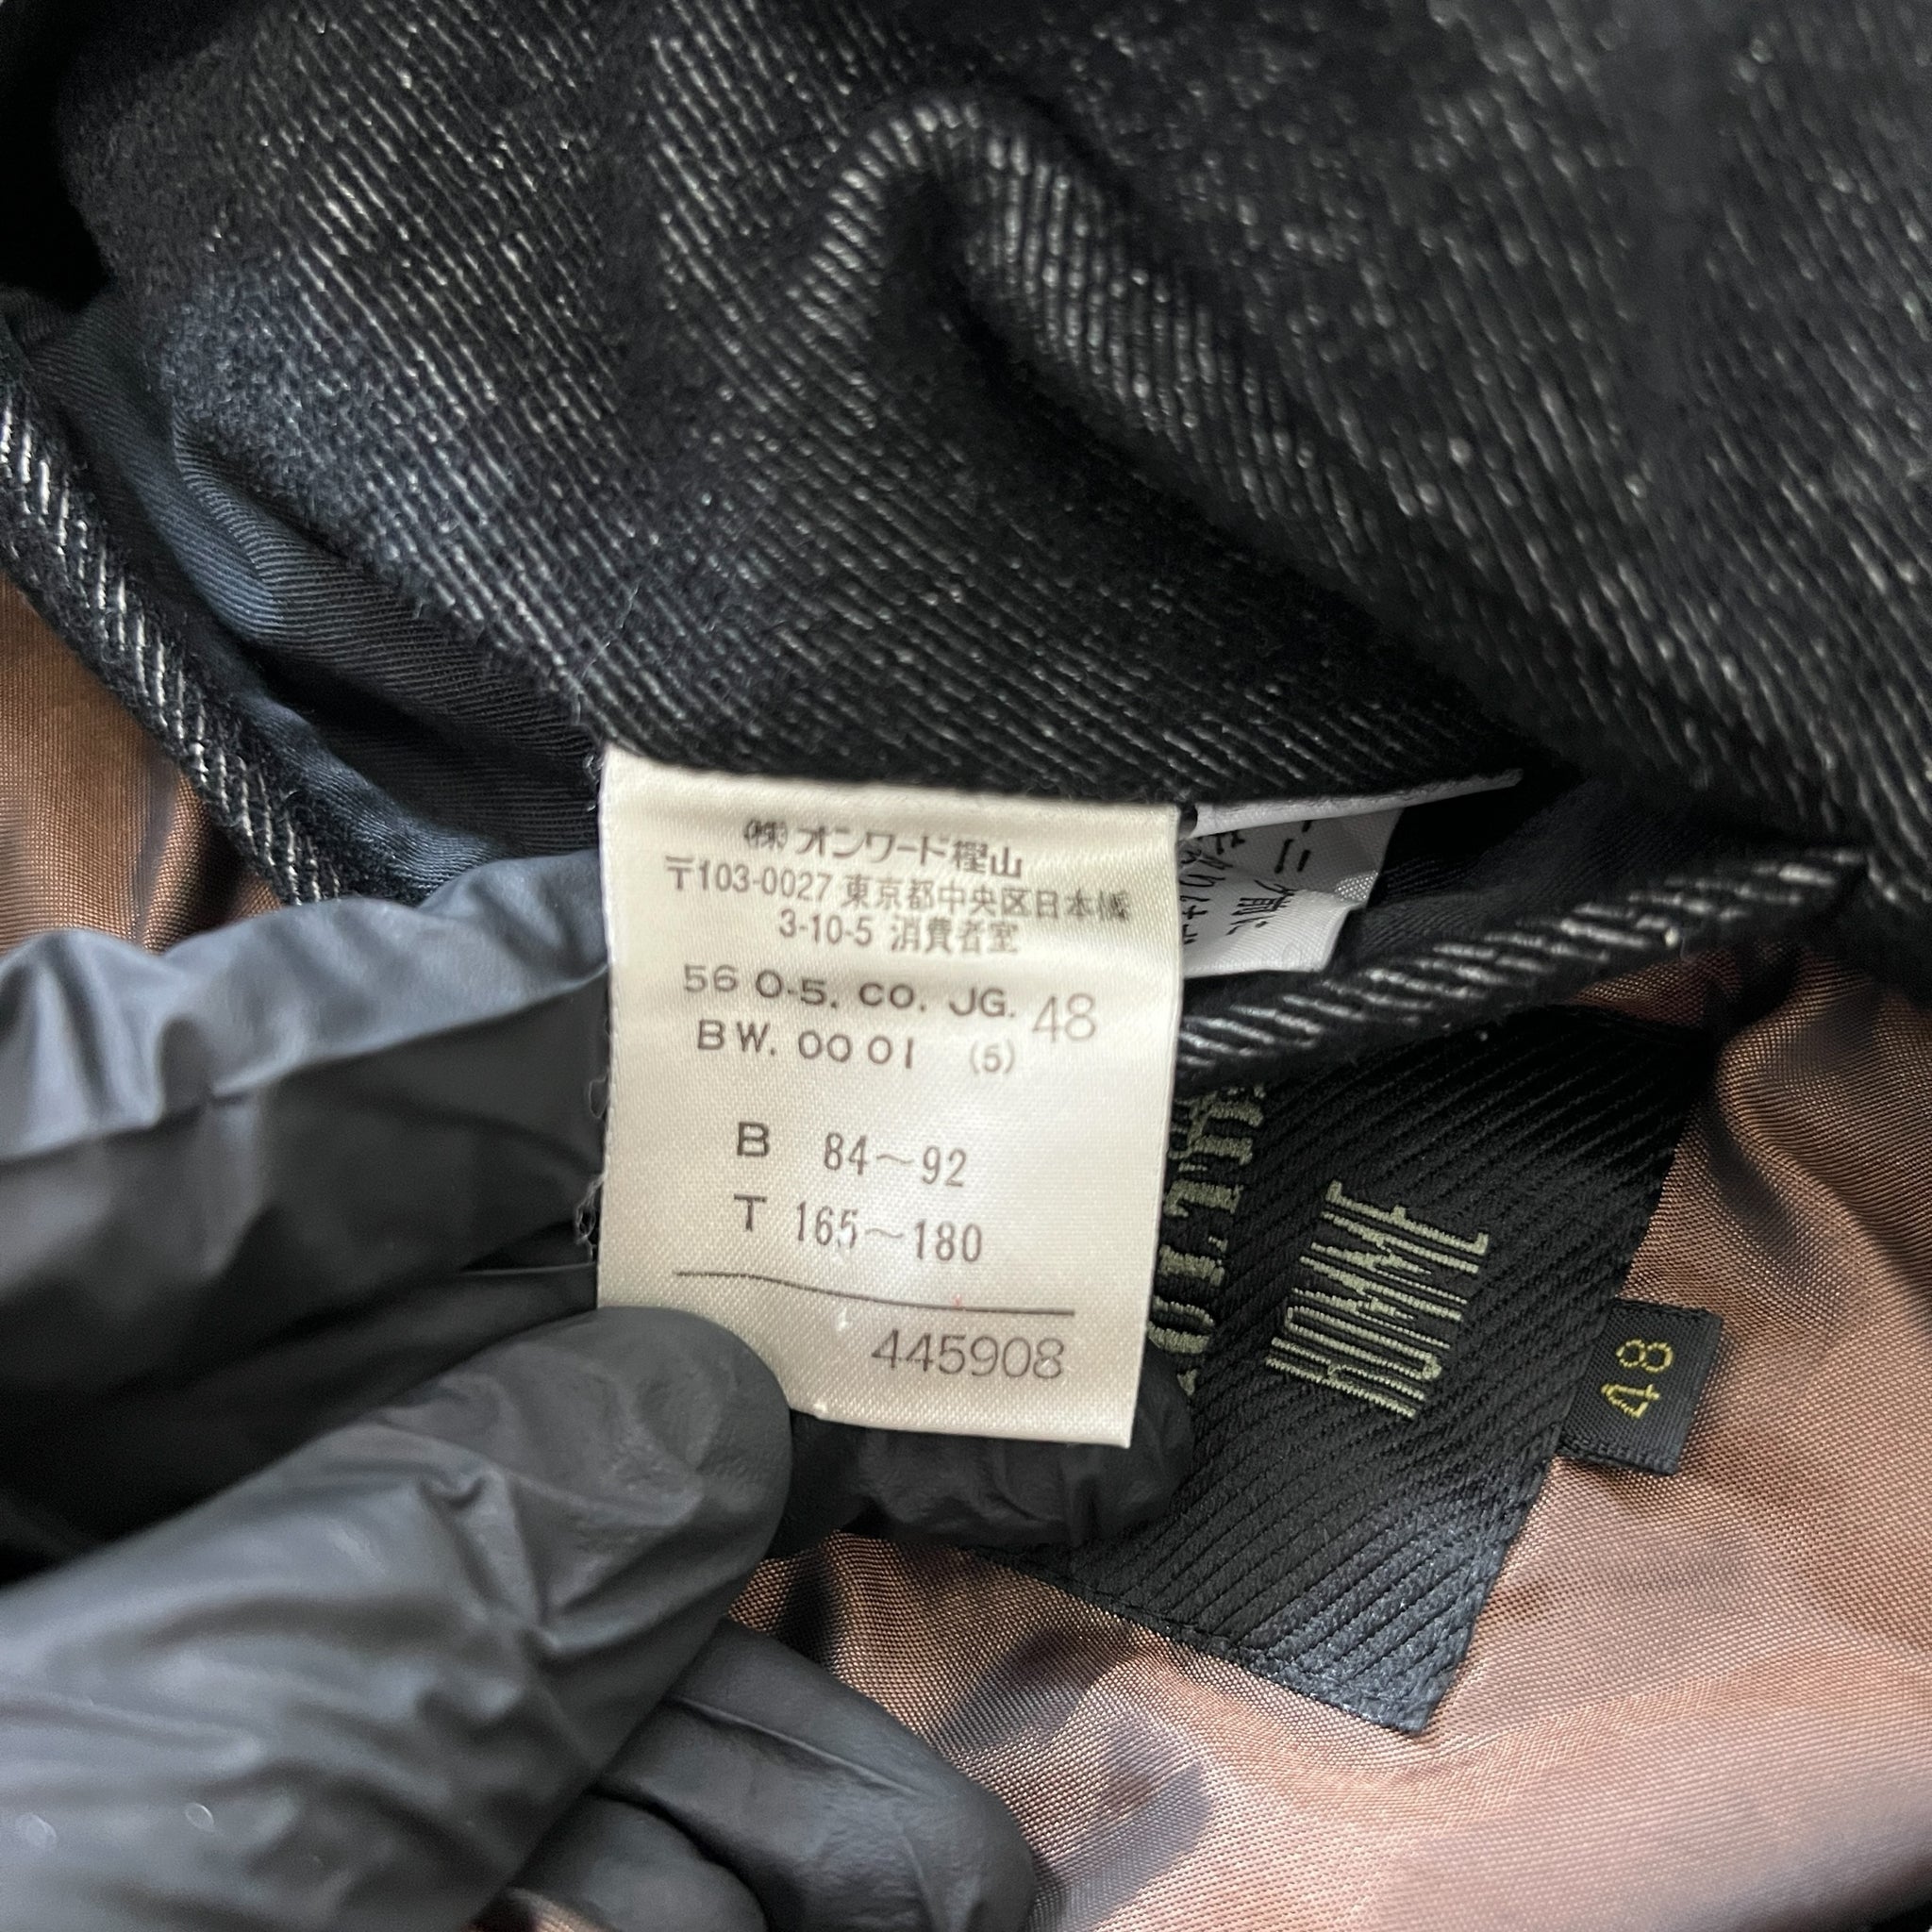 ㈱オンワード樫山
〒103-0027 東京都中央区日本橋
3-10-5 消費者室
56 0-5. CO. JG. 48
BW. 0001 (5)
B 84～92
T 165～180
445908
HOMME
48